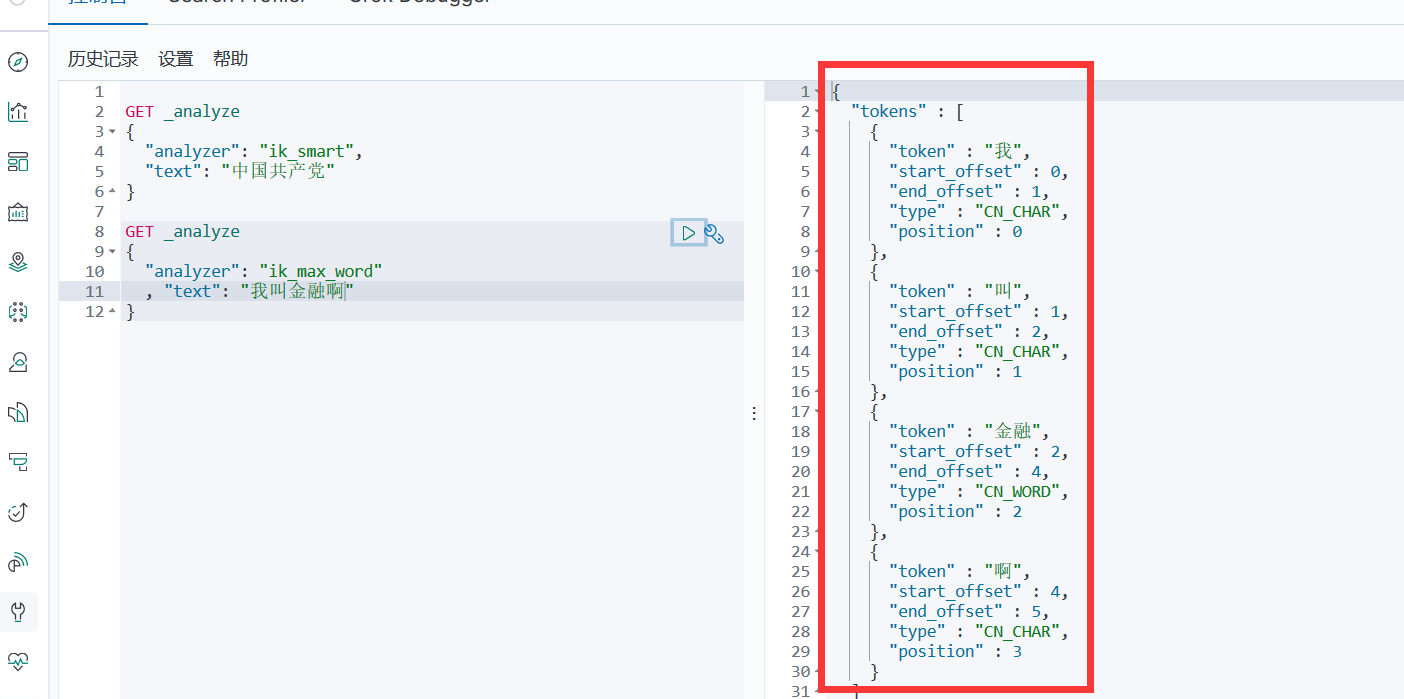 控制台 Search Profiler Grok Debugger
历史记录 设置 帮助
1
2 GET _analyze
3 {
4 "analyzer": "ik_smart",
5 "text": "中国共产党"
6 }
7
8 GET _analyze
9 {
10 "analyzer": "ik_max_word"
11 , "text": "我叫金融啊"
12 }
1 {
2 "tokens" : [
3 {
4 "token" : "我",
5 "start_offset" : 0,
6 "end_offset" : 1,
7 "type" : "CN_CHAR",
8 "position" : 0
9 },
10 {
11 "token" : "叫",
12 "start_offset" : 1,
13 "end_offset" : 2,
14 "type" : "CN_CHAR",
15 "position" : 1
16 },
17 {
18 "token" : "金融",
19 "start_offset" : 2,
20 "end_offset" : 4,
21 "type" : "CN_WORD",
22 "position" : 2
23 },
24 {
25 "token" : "啊",
26 "start_offset" : 4,
27 "end_offset" : 5,
28 "type" : "CN_CHAR",
29 "position" : 3
30 }
31 ]